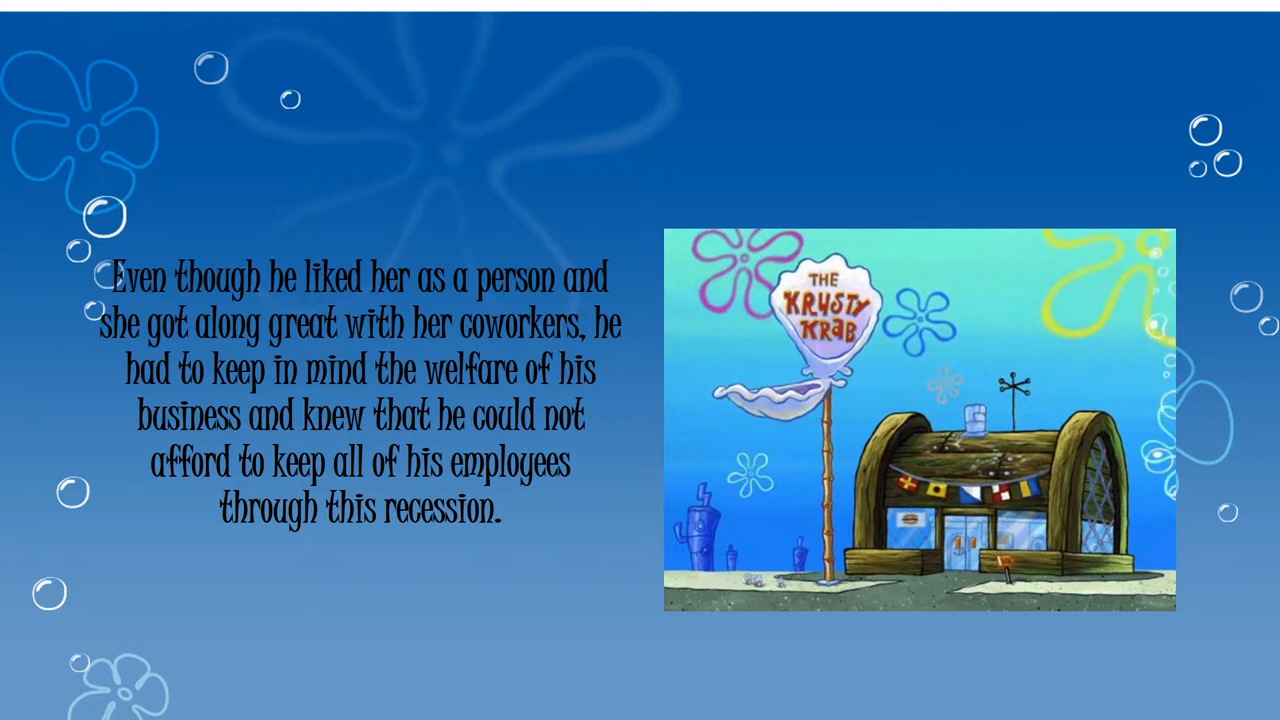 Even though he liked her as a person and
she got along great with her coworkers, he
had to keep in mind the welfare of his
business and knew that he could not
afford to keep all of his employees
through this recession.
THE
KRUSTY
KRAB